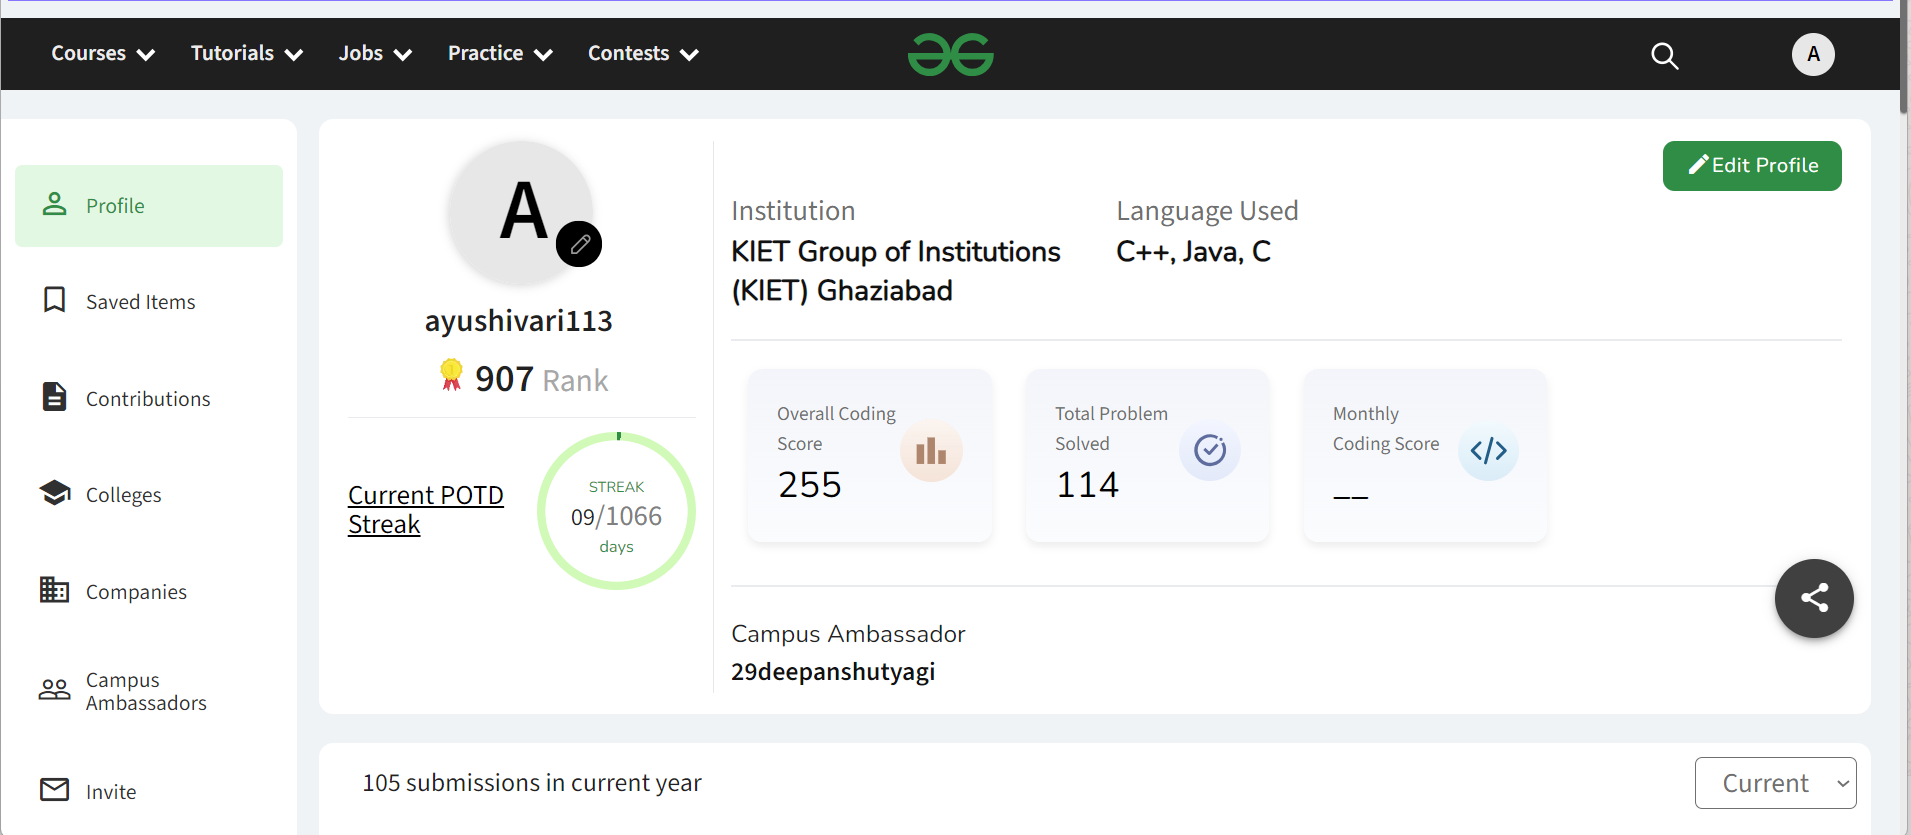 Courses Tutorials Jobs Practice Contests A
Profile
Saved Items
Contributions
Colleges
Companies
Campus
Ambassadors
Invite
A
ayushivari113
907 Rank
Current POTD
Streak
STREAK
09/1066
days
Edit Profile
Institution
KIET Group of Institutions
(KIET) Ghaziabad
Language Used
C++, Java, C
Overall Coding
Score
255
Total Problem
Solved
114
Monthly
Coding Score
__
Campus Ambassador
29deepanshutyagi
105 submissions in current year
Current